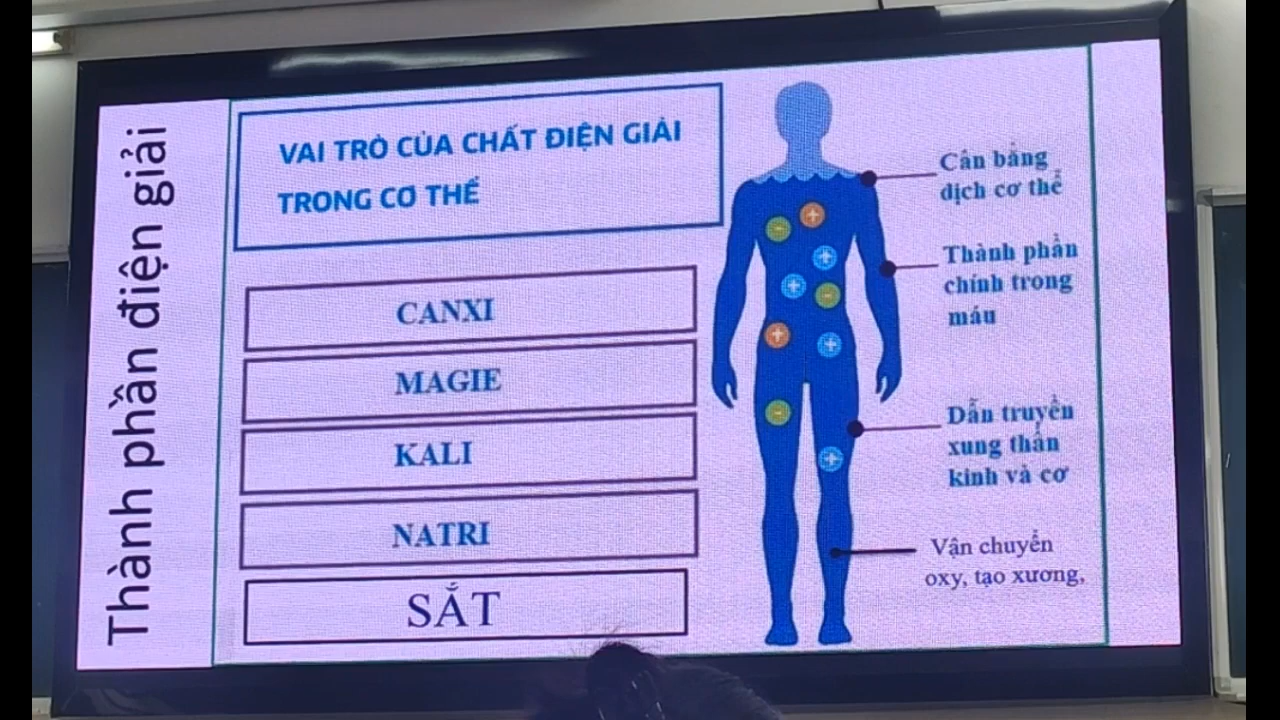 Thành phần điện giải
VAI TRÒ CỦA CHẤT ĐIỆN GIẢI
TRONG CƠ THỂ
CANXI
MAGIE
KALI
NATRI
SẮT
Cân bằng
dịch cơ thể
Thành phần
chính trong
máu
Dẫn truyền
xung thần
kinh và cơ
Vận chuyển
oxy, tạo xương,